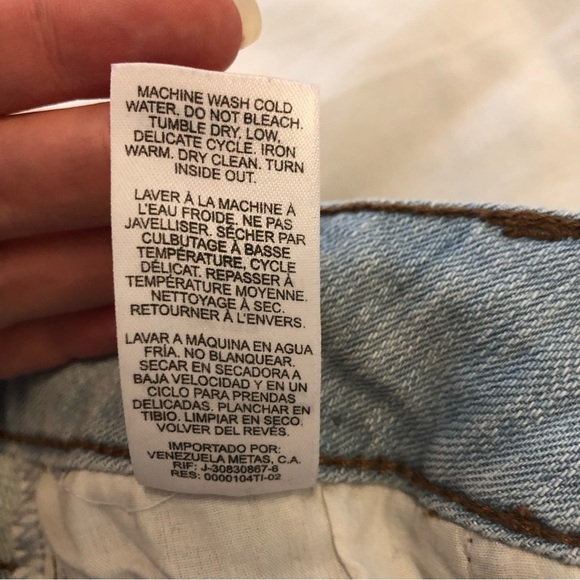 MACHINE WASH COLD
WATER. DO NOT BLEACH.
TUMBLE DRY, LOW,
DELICATE CYCLE. IRON
WARM. DRY CLEAN. TURN
INSIDE OUT.
LAVER À LA MACHINE À
L'EAU FROIDE. NE PAS
JAVELLISER. SÉCHER PAR
CULBUTAGE À BASSE
TEMPÉRATURE, CYCLE
DÉLICAT. REPASSER À
TEMPÉRATURE MOYENNE.
NETTOYAGE À SEC.
RETOURNER À L'ENVERS.
LAVAR A MÁQUINA EN AGUA
FRÍA. NO BLANQUEAR.
SECAR EN SECADORA A
BAJA VELOCIDAD Y EN UN
CICLO PARA PRENDAS
DELICADAS. PLANCHAR EN
TIBIO. LIMPIAR EN SECO.
VOLVER DEL REVÉS.
IMPORTADO POR:
VENEZUELA METAS, C.A.
RIF: J-30830867-6
RES: 0000104TI-02